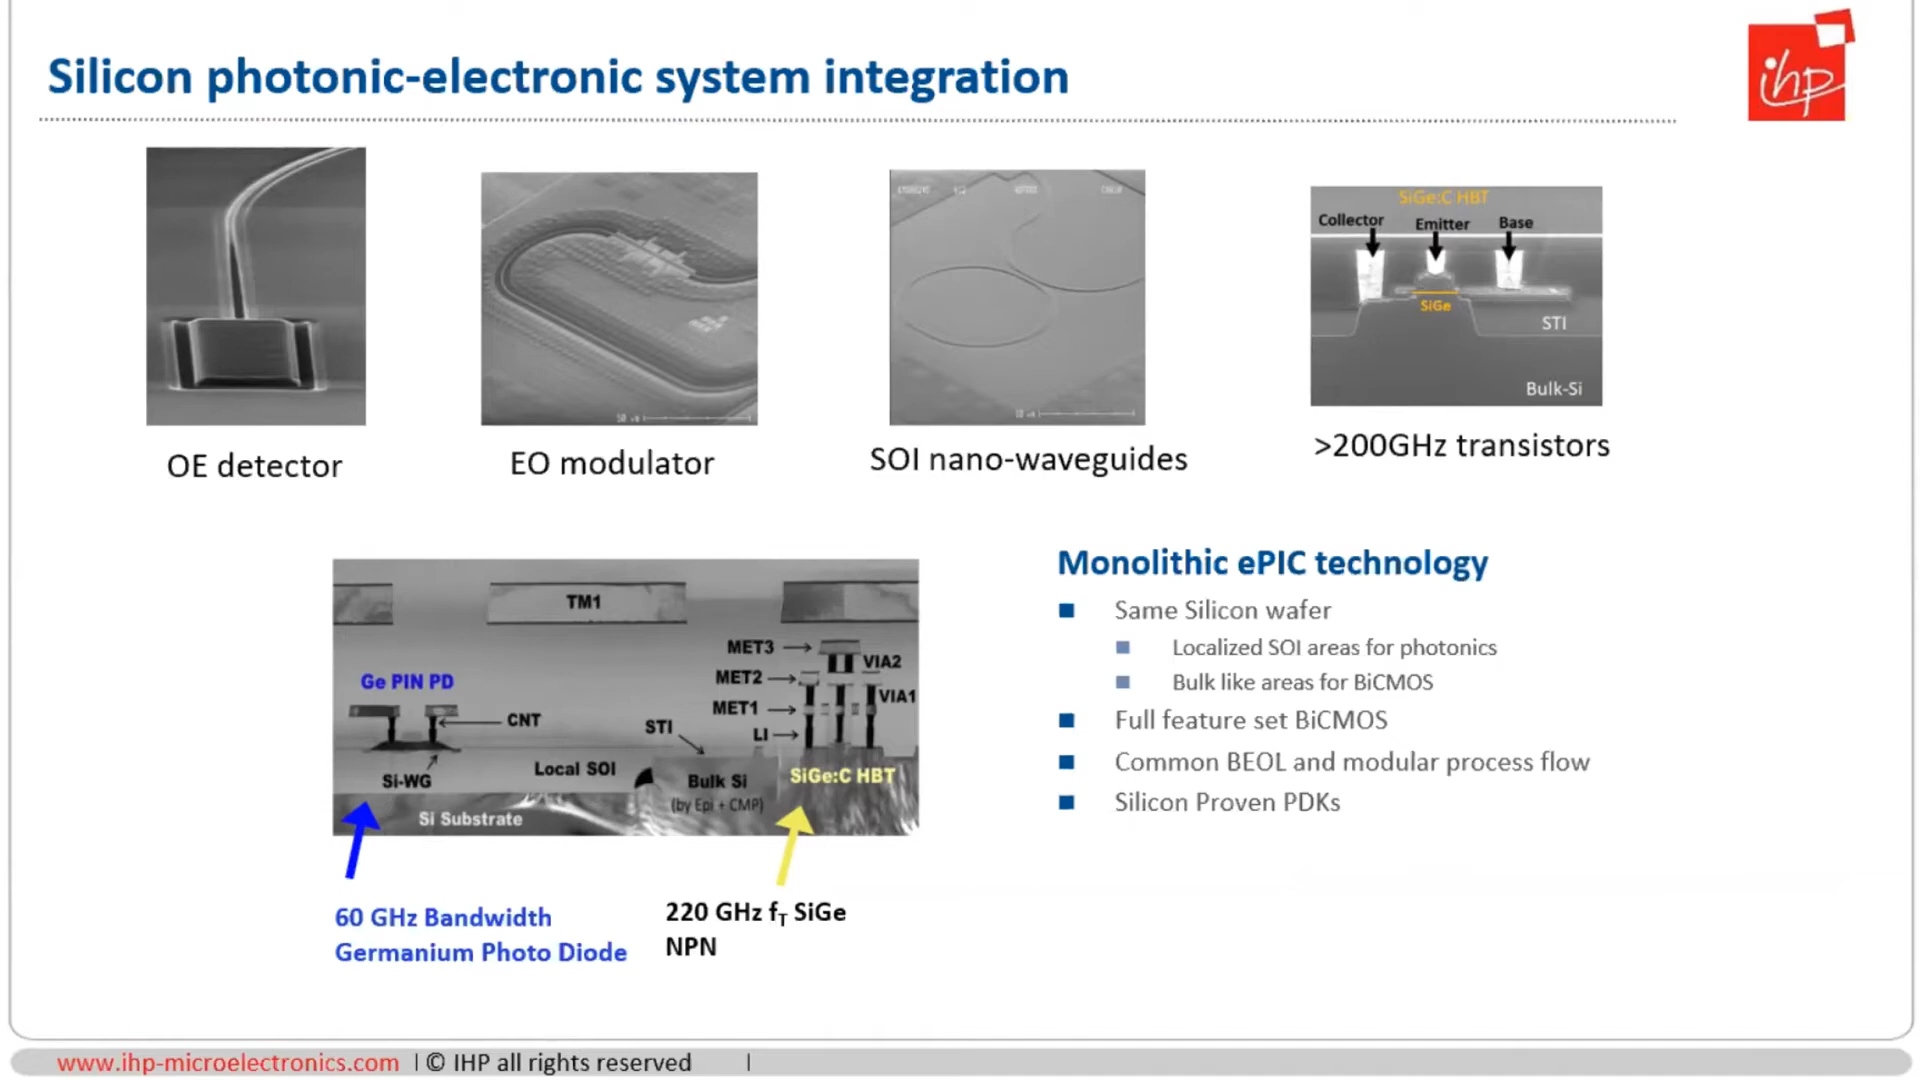 Silicon photonic-electronic system integration
ihp
SiGe:C HBT
Collector
Emitter
Base
SiGe
STI
Bulk-Si
50 um
10 um
OE detector
EO modulator
SOI nano-waveguides
>200GHz transistors
TM1
MET3
VIA2
MET2
VIA1
MET1
LI
Ge PIN PD
CNT
STI
Si-WG
Local SOI
Bulk Si
(by Epi + CMP)
SiGe:C HBT
Si Substrate
60 GHz Bandwidth
Germanium Photo Diode
220 GHz fT SiGe
NPN
Monolithic ePIC technology
Same Silicon wafer
Localized SOI areas for photonics
Bulk like areas for BiCMOS
Full feature set BiCMOS
Common BEOL and modular process flow
Silicon Proven PDKs
www.ihp-microelectronics.com | © IHP all rights reserved |